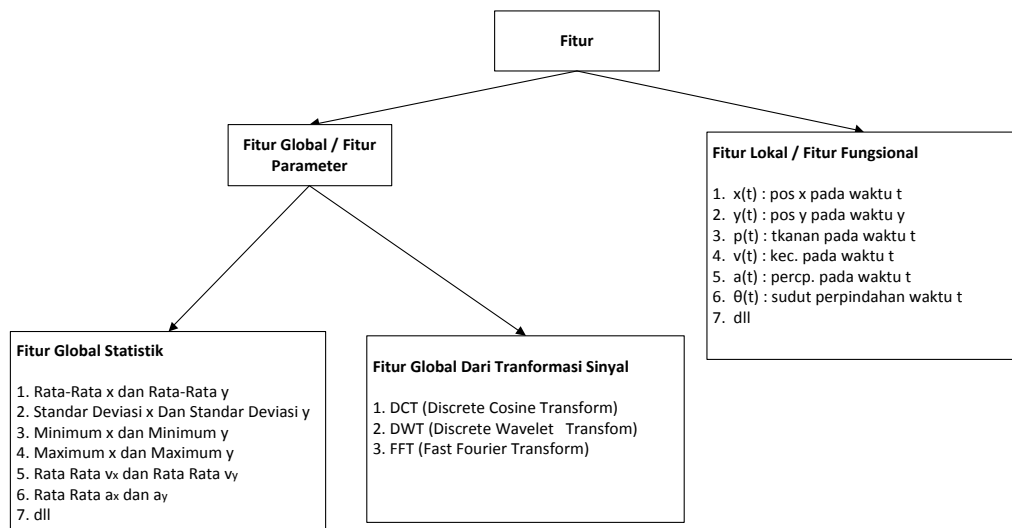 Fitur
Fitur Global / Fitur
Parameter
Fitur Lokal / Fitur Fungsional
1. x(t) : pos x pada waktu t
2. y(t) : pos y pada waktu y
3. p(t) : tkanan pada waktu t
4. v(t) : kec. pada waktu t
5. a(t) : percp. pada waktu t
6. θ(t) : sudut perpindahan waktu t
7. dll
Fitur Global Statistik
1. Rata-Rata x dan Rata-Rata y
2. Standar Deviasi x Dan Standar Deviasi y
3. Minimum x dan Minimum y
4. Maximum x dan Maximum y
5. Rata Rata vx dan Rata Rata vy
6. Rata Rata ax dan ay
7. dll
Fitur Global Dari Tranformasi Sinyal
1. DCT (Discrete Cosine Transform)
2. DWT (Discrete Wavelet Transfom)
3. FFT (Fast Fourier Transform)